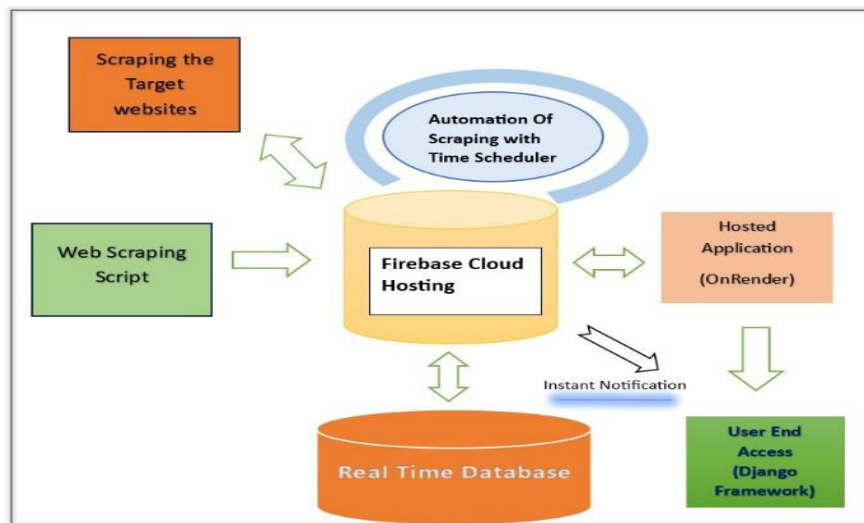 Scraping the
Target
websites
Automation Of
Scraping with
Time Scheduler
Web Scraping
Script
Firebase Cloud
Hosting
Hosted
Application
(OnRender)
Instant Notification
Real Time Database
User End
Access
(Django
Framework)